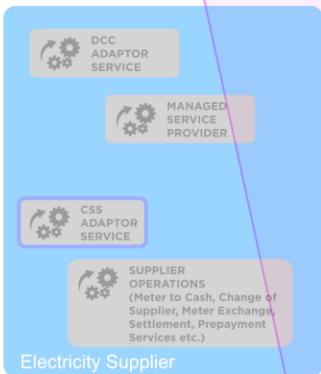 DCC
ADAPTOR
SERVICE
MANAGED
SERVICE
PROVIDER
CSS
ADAPTOR
SERVICE
SUPPLIER
OPERATIONS
(Meter to Cash, Change of
Supplier, Meter Exchange,
Settlement, Prepayment
Services etc.)
Electricity Supplier